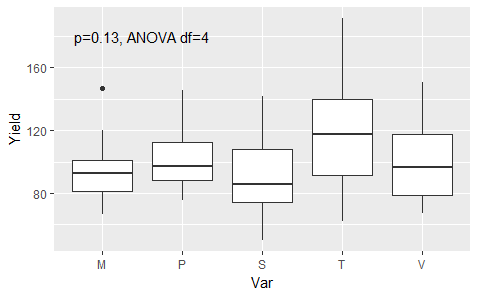 p=0.13, ANOVA df=4
Yield
160
120
80
M P S T V
Var